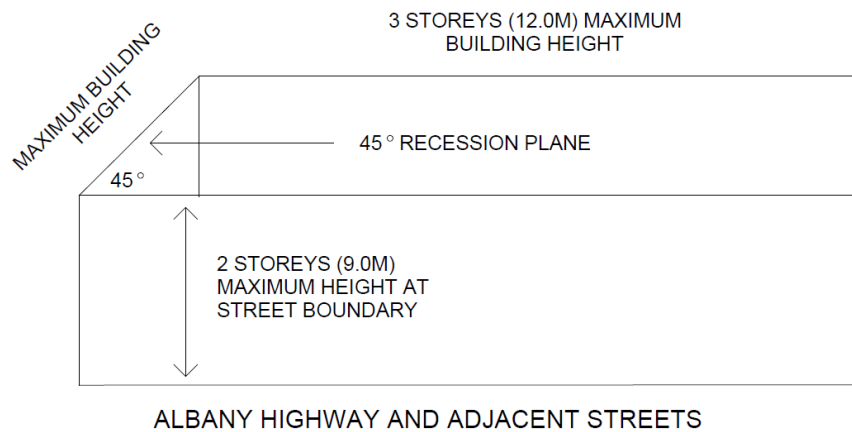 3 STOREYS (12.0M) MAXIMUM
BUILDING HEIGHT
MAXIMUM BUILDING
HEIGHT
45° RECESSION PLANE
45°
2 STOREYS (9.0M)
MAXIMUM HEIGHT AT
STREET BOUNDARY
ALBANY HIGHWAY AND ADJACENT STREETS